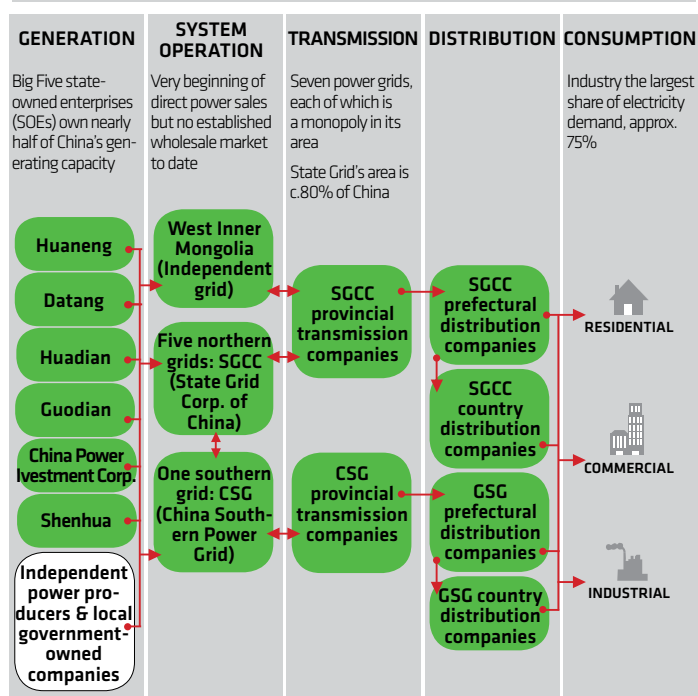 GENERATION
Big Five state-
owned enterprises
(SOEs) own nearly
half of China's gen-
erating capacity
Huaneng
Datang
Huadian
Guodian
China Power
Ivestment Corp.
Shenhua
Independent
power pro-
ducers & local
government-
owned
companies
SYSTEM
OPERATION
Very beginning of
direct power sales
but no established
wholesale market
to date
West Inner
Mongolia
(Independent
grid)
Five northern
grids: SGCC
(State Grid
Corp. of
China)
One southern
grid: CSG
(China South-
ern Power
Grid)
TRANSMISSION
Seven power grids,
each of which is
a monopoly in its
area
State Grid's area is
c.80% of China
SGCC
provincial
transmission
companies
CSG
provincial
transmission
companies
DISTRIBUTION
SGCC
prefectural
distribution
companies
SGCC
country
distribution
companies
GSG
prefectural
distribution
companies
GSG country
distribution
companies
CONSUMPTION
Industry the largest
share of electricity
demand, approx.
75%
RESIDENTIAL
COMMERCIAL
INDUSTRIAL